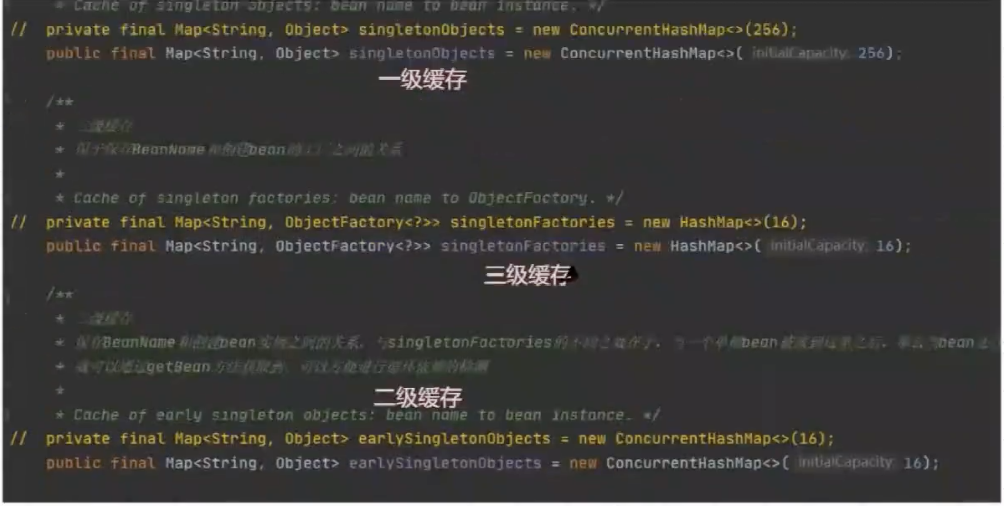 * Cache of singleton objects: bean name to bean instance. */
// private final Map<String, Object> singletonObjects = new ConcurrentHashMap<>(256);
public final Map<String, Object> singletonObjects = new ConcurrentHashMap<>( initialCapacity: 256);
一级缓存
/**
* 三级缓存
* 用于保存BeanName和创建bean的工厂之间的关系
*
* Cache of singleton factories: bean name to ObjectFactory. */
// private final Map<String, ObjectFactory<?>> singletonFactories = new HashMap<>(16);
public final Map<String, ObjectFactory<?>> singletonFactories = new HashMap<>( initialCapacity: 16);
三级缓存
/**
* 二级缓存
* 保存BeanName和创建bean实例之间的关系，与singletonFactories的不同之处在于，当一个单例bean被放到这里之后，那么当bean
* 就可以通过getBean方法获取到，可以方便进行循环依赖的检测
*
二级缓存
* Cache of early singleton objects: bean name to bean instance. */
// private final Map<String, Object> earlySingletonObjects = new ConcurrentHashMap<>(16);
public final Map<String, Object> earlySingletonObjects = new ConcurrentHashMap<>( initialCapacity: 16);